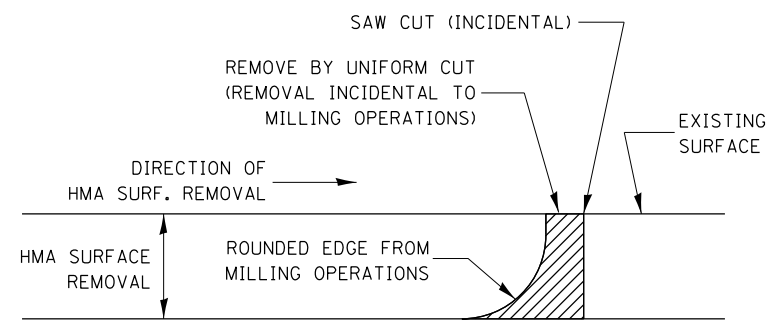 SAW CUT (INCIDENTAL)
REMOVE BY UNIFORM CUT
(REMOVAL INCIDENTAL TO
MILLING OPERATIONS)
EXISTING
SURFACE
DIRECTION OF
HMA SURF. REMOVAL
HMA SURFACE
REMOVAL
ROUNDED EDGE FROM
MILLING OPERATIONS